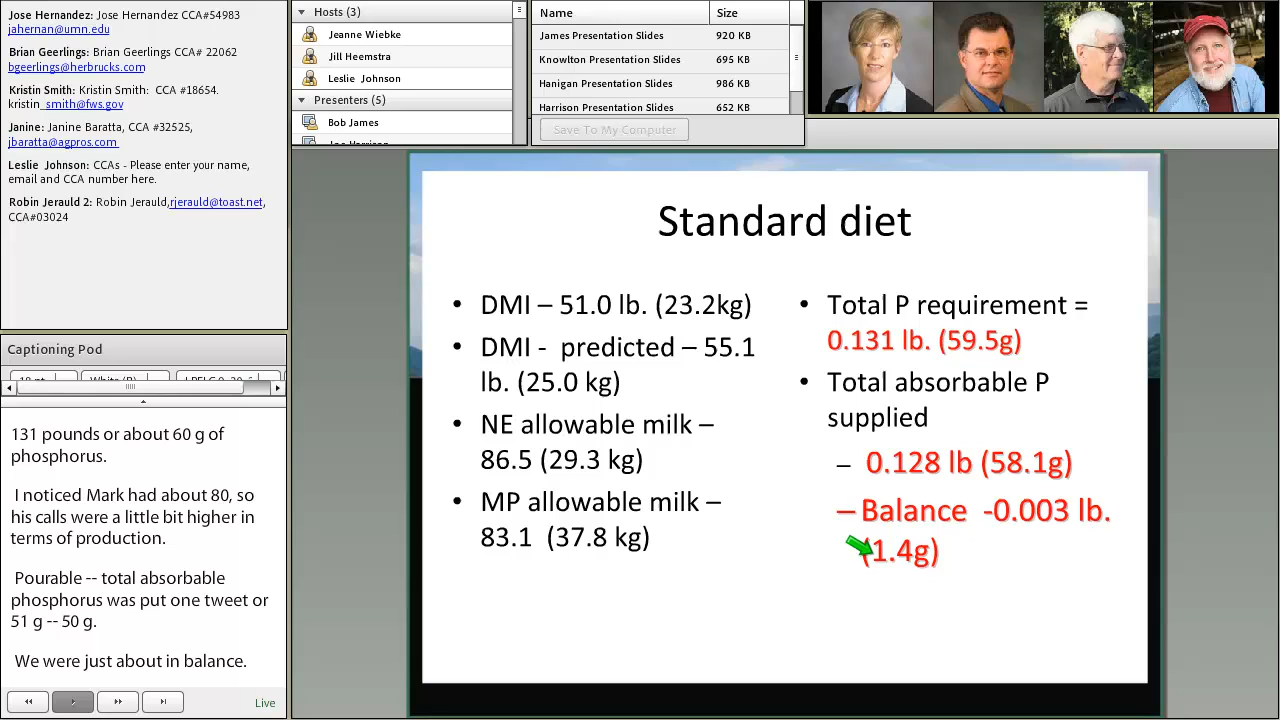 Jose Hernandez: Jose Hernandez CCA#54983
jahernan@umn.edu
Brian Geerlings: Brian Geerlings CCA# 22062
bgeerlings@herbrucks.com
Kristin Smith: Kristin Smith: CCA #18654.
kristin_smith@fws.gov
Janine: Janine Baratta, CCA #32525,
jbaratta@agpros.com
Leslie Johnson: CCAs - Please enter your name,
email and CCA number here.
Robin Jerauld 2: Robin Jerauld,rjerauld@toast.net,
CCA#03024
Captioning Pod
131 pounds or about 60 g of
phosphorus.
I noticed Mark had about 80, so
his calls were a little bit higher in
terms of production.
Pourable -- total absorbable
phosphorus was put one tweet or
51 g -- 50 g.
We were just about in balance.
Live
Hosts (3)
Jeanne Wiebke
Jill Heemstra
Leslie Johnson
Presenters (5)
Bob James
Name Size
James Presentation Slides 920 KB
Knowlton Presentation Slides 695 KB
Hanigan Presentation Slides 986 KB
Harrison Presentation Slides 652 KB
Save To My Computer
Standard diet
• DMI – 51.0 lb. (23.2kg)
• DMI - predicted – 55.1
lb. (25.0 kg)
• NE allowable milk –
86.5 (29.3 kg)
• MP allowable milk –
83.1 (37.8 kg)
• Total P requirement =
0.131 lb. (59.5g)
• Total absorbable P
supplied
– 0.128 lb (58.1g)
– Balance -0.003 lb.
(1.4g)